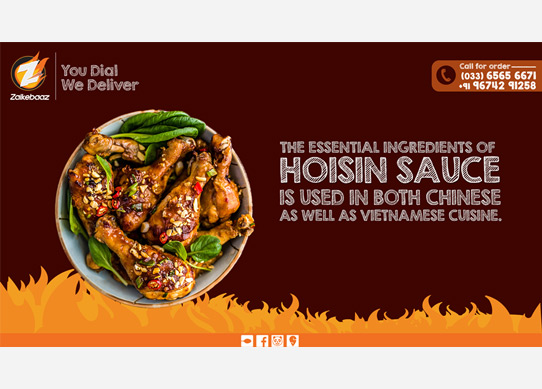 Zaikebaaz
You Dial
We Deliver
Call for order
(033) 6565 6671
+91 96742 91258
THE ESSENTIAL INGREDIENTS OF
HOISIN SAUCE
IS USED IN BOTH CHINESE
AS WELL AS VIETNAMESE CUISINE.